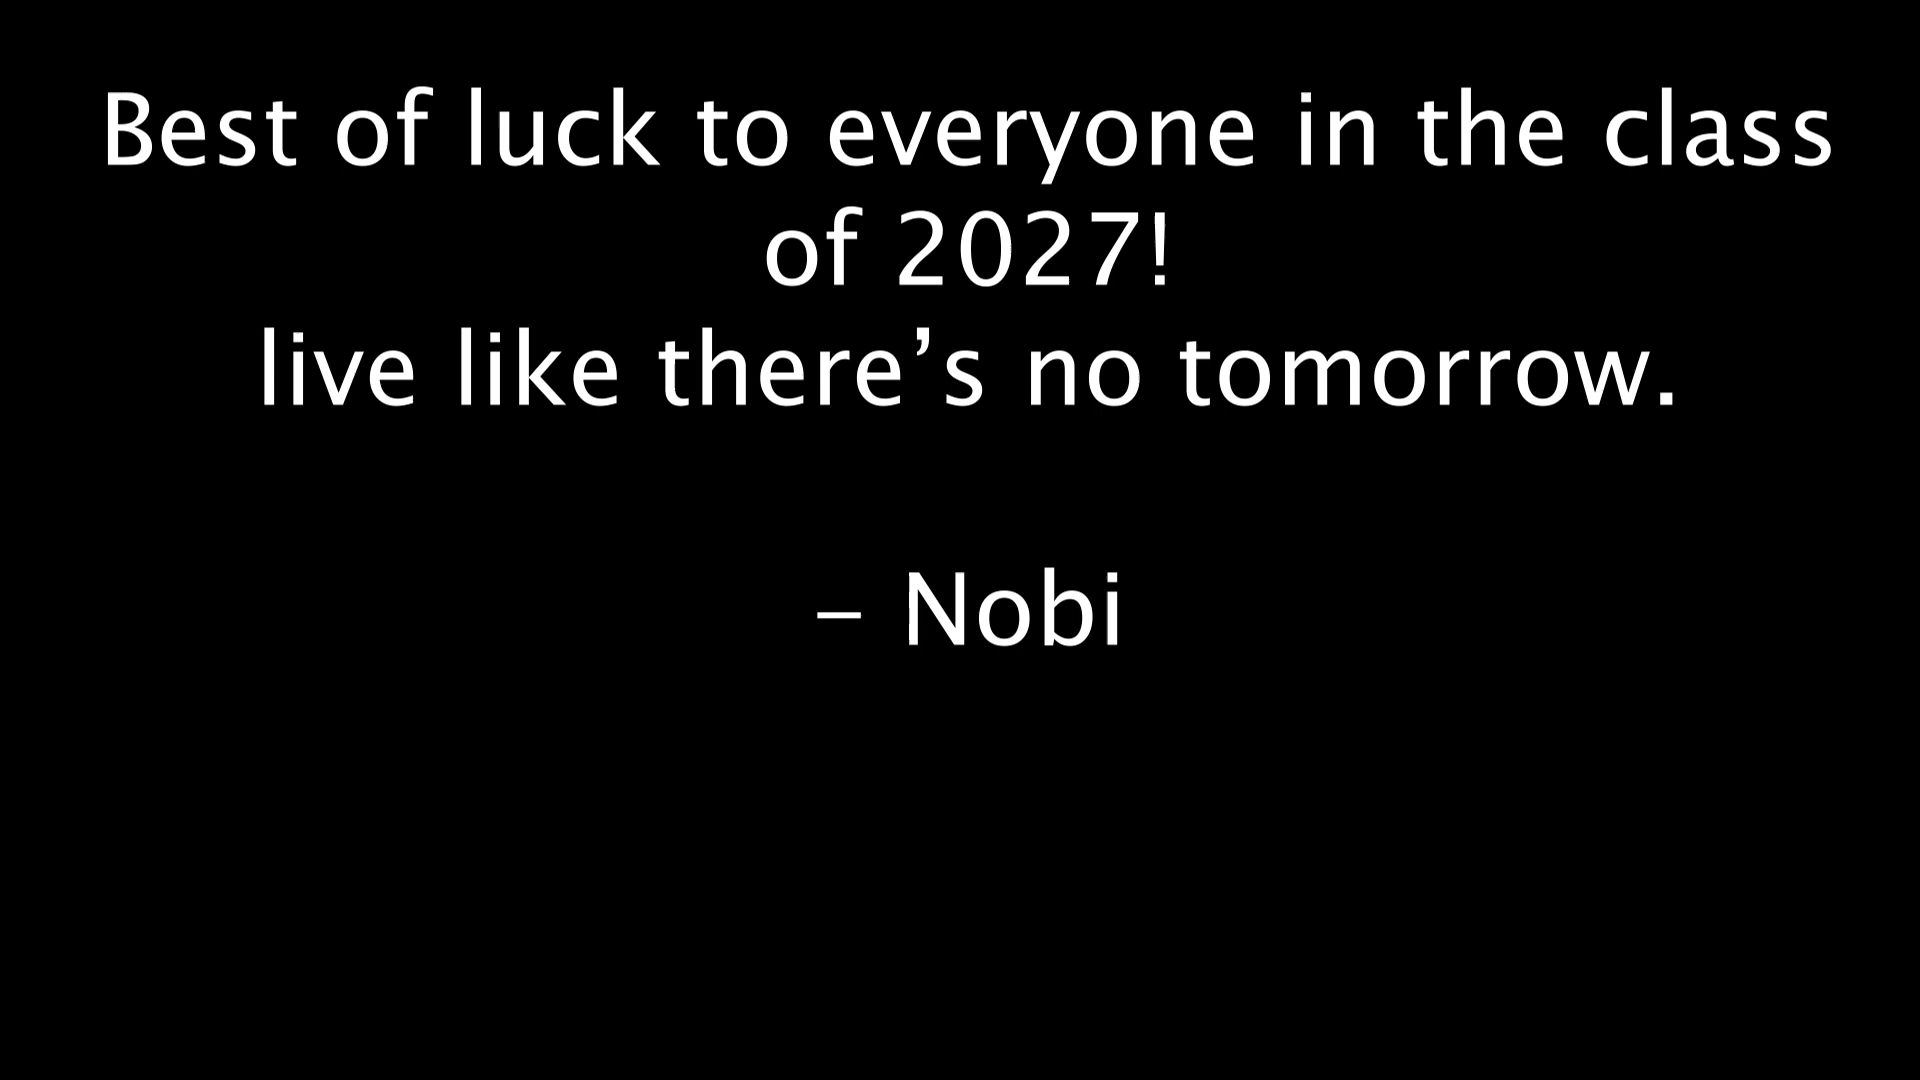 Best of luck to everyone in the class
of 2027!
live like there’s no tomorrow.
– Nobi